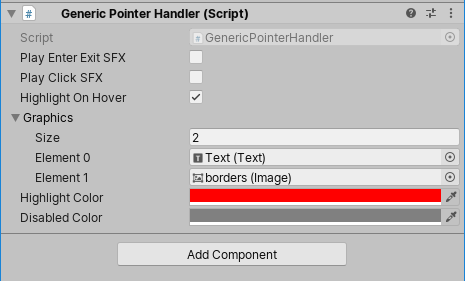 Generic Pointer Handler (Script)
Script GenericPointerHandler
Play Enter Exit SFX
Play Click SFX
Highlight On Hover
Graphics
Size 2
Element 0 Text (Text)
Element 1 borders (Image)
Highlight Color
Disabled Color
Add Component